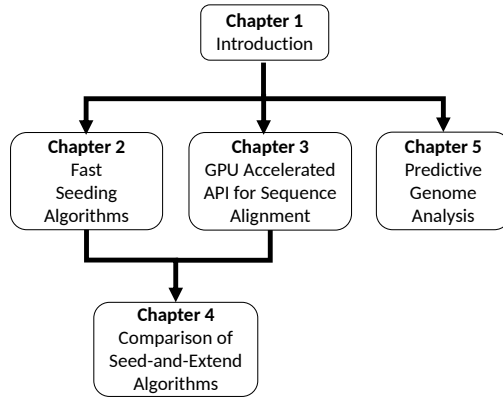 Chapter 1
Introduction
Chapter 2
Fast
Seeding
Algorithms
Chapter 3
GPU Accelerated
API for Sequence
Alignment
Chapter 5
Predictive
Genome
Analysis
Chapter 4
Comparison of
Seed-and-Extend
Algorithms